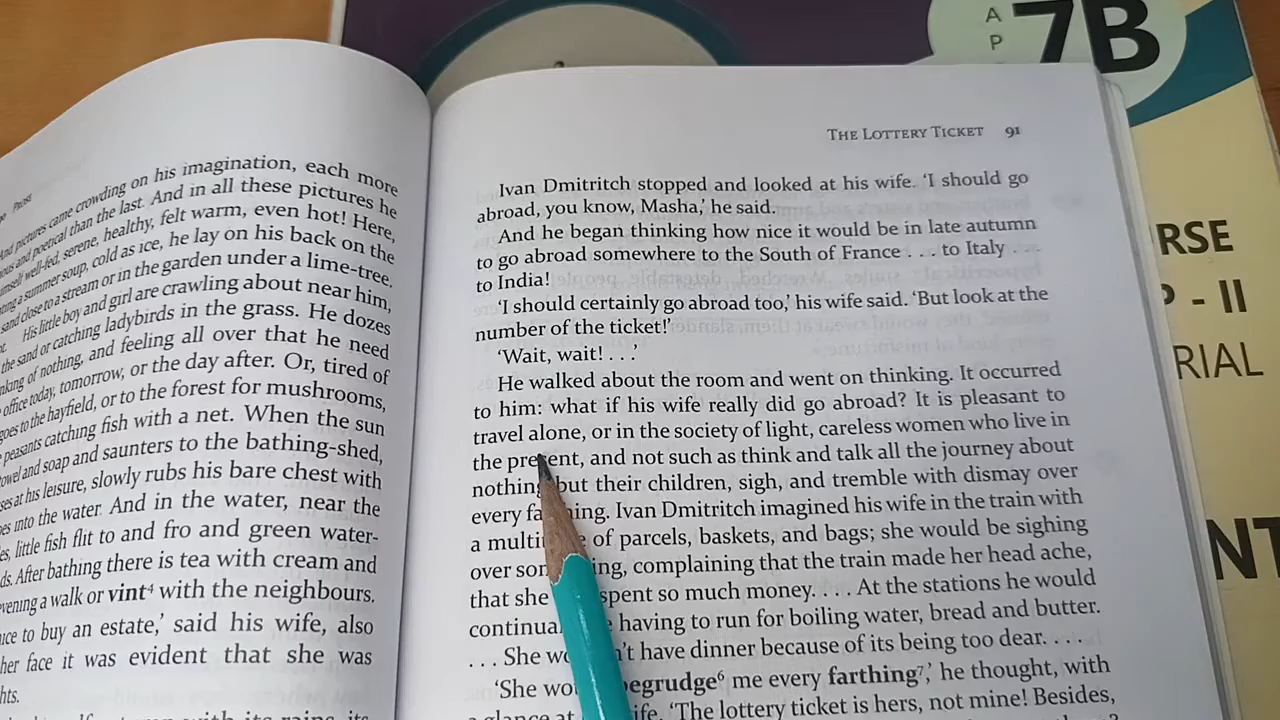 Prose
And pictures came crowding on his imagination, each more
and poetical than the last. And in all these pictures he
well-fed, serene, healthy, felt warm, even hot! Here,
a summer soup, cold as ice, he lay on his back on the
sand close to a stream or in the garden under a lime-tree.
His little boy and girl are crawling about near him,
the sand or catching ladybirds in the grass. He dozes
of nothing, and feeling all over that he need
office today, tomorrow, or the day after. Or, tired of
goes to the hayfield, or to the forest for mushrooms,
peasants catching fish with a net. When the sun
and soap and saunters to the bathing-shed,
at his leisure, slowly rubs his bare chest with
into the water. And in the water, near the
little fish flit to and fro and green water-
After bathing there is tea with cream and
evening a walk or vint⁴ with the neighbours.
to buy an estate,’ said his wife, also
her face it was evident that she was
THE LOTTERY TICKET 91
Ivan Dmitritch stopped and looked at his wife. ‘I should go
abroad, you know, Masha,’ he said.
And he began thinking how nice it would be in late autumn
to go abroad somewhere to the South of France . . . to Italy
to India!
‘I should certainly go abroad too,’ his wife said. ‘But look at the
number of the ticket!’
‘Wait, wait! . . .’
He walked about the room and went on thinking. It occurred
to him: what if his wife really did go abroad? It is pleasant to
travel alone, or in the society of light, careless women who live in
the present, and not such as think and talk all the journey about
nothing but their children, sigh, and tremble with dismay over
every farthing. Ivan Dmitritch imagined his wife in the train with
a of parcels, baskets, and bags; she would be sighing
over complaining that the train made her head ache,
that she spent so much money. . . . At the stations he would
having to run for boiling water, bread and butter.
. . . She have dinner because of its being too dear. . . .
‘She begrudge⁶ me every farthing⁷,’ he thought, with
a glance at ‘The lottery ticket is hers, not mine! Besides,
A
P
7B
RSE
P - II
RIAL
NT